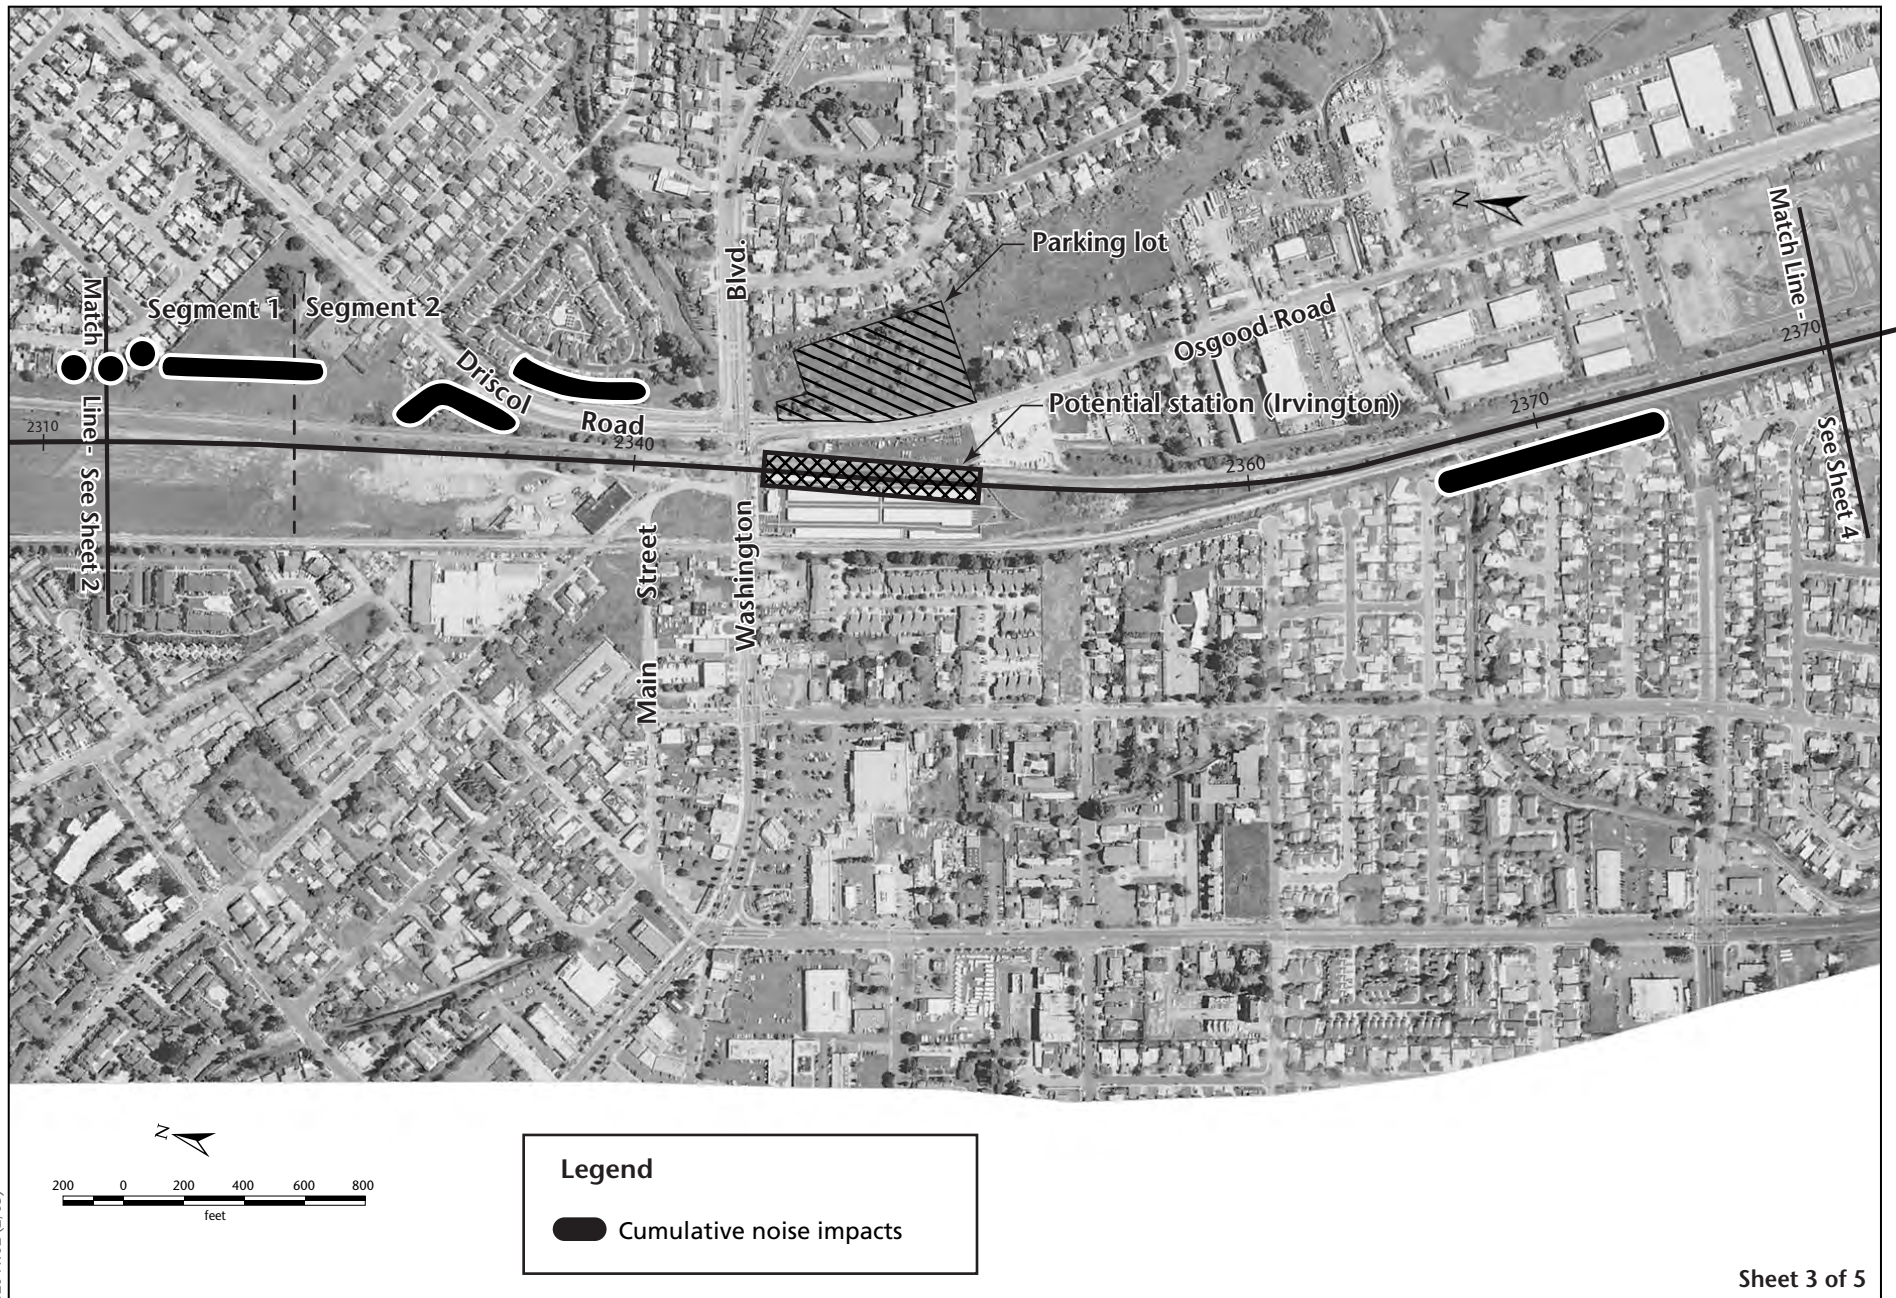 Parking lot
N
Match Line -
See Sheet 4
Blvd.
Segment 1
Segment 2
Match
Line - See Sheet 2
Osgood Road
2370
Driscol
Road
Potential station (Irvington)
2310
2340
2360
2370
Washington
Main Street
N
200 0 200 400 600 800
feet
Legend
Cumulative noise impacts
Sheet 3 of 5